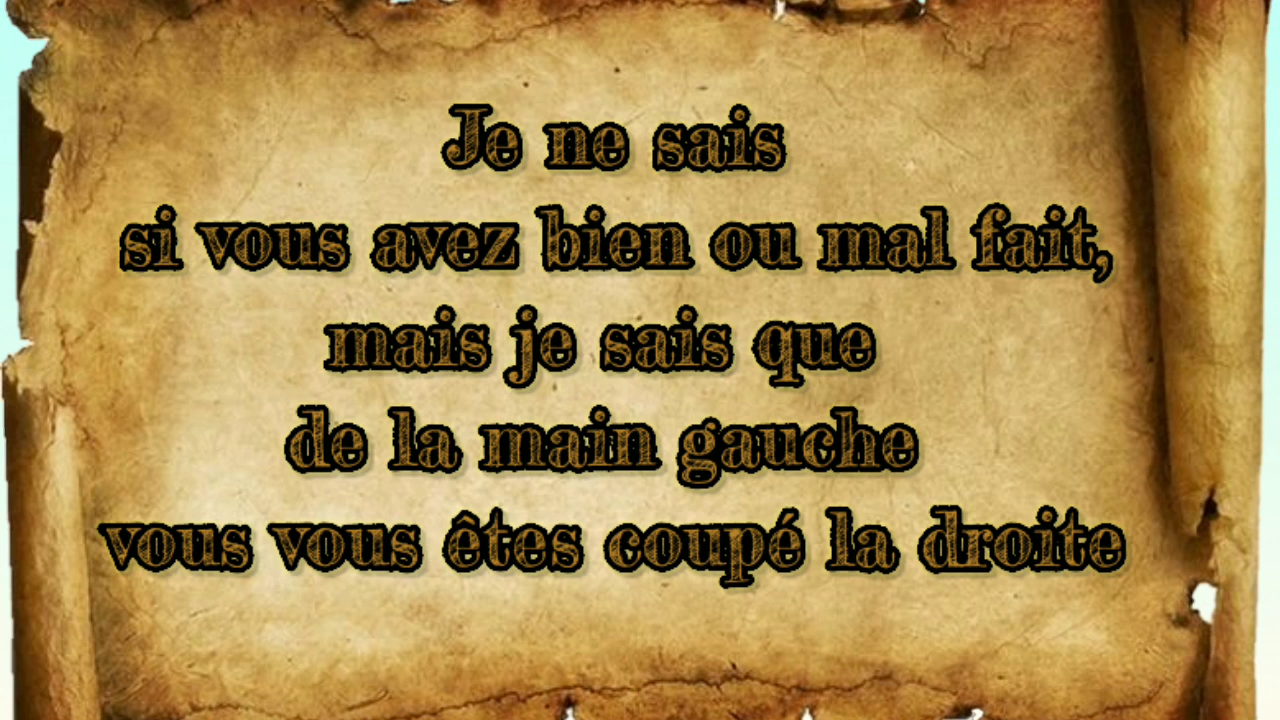 Je ne sais
si vous avez bien ou mal fait,
mais je sais que
de la main gauche
vous vous êtes coupé la droite